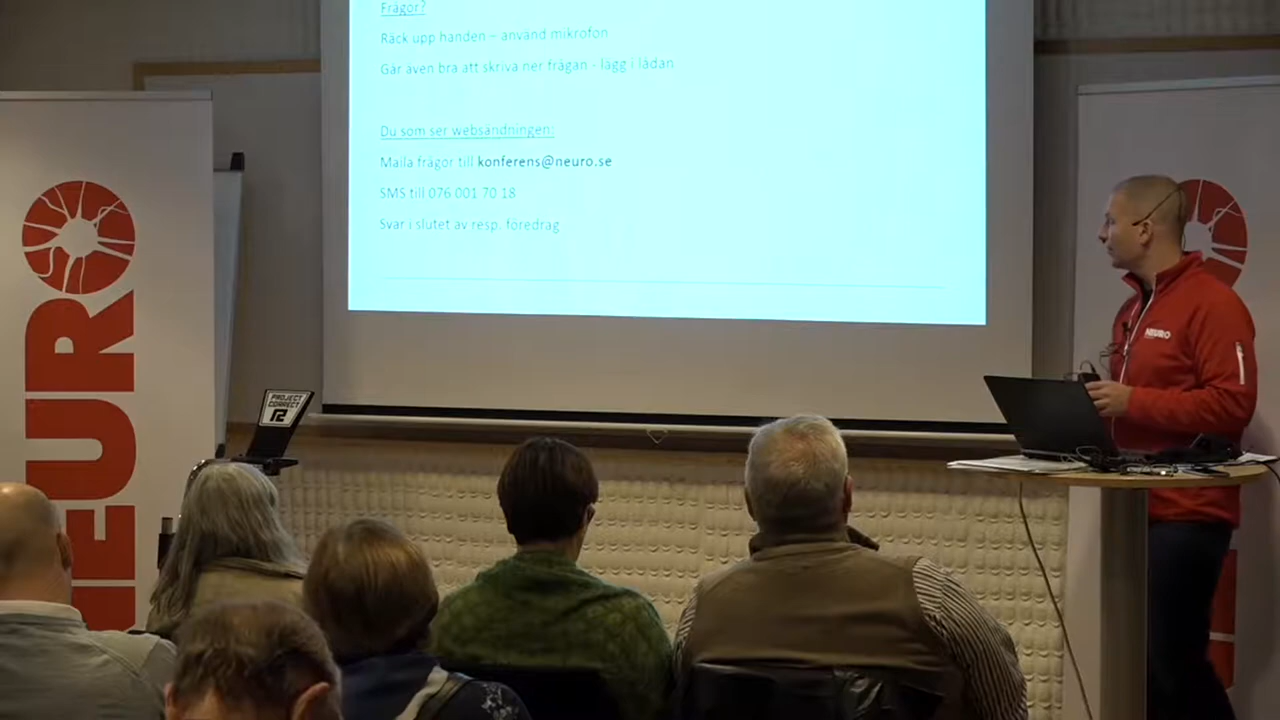 Frågor?
Räck upp handen – använd mikrofon
Går även bra att skriva ner frågan - lägg i lådan.
Du som ser websändningen:
Maila frågor till konferens@neuro.se
SMS till 076 001 70 18
Svar i slutet av resp. föredrag
NEURO
NEURO
PROJECT
CORRECT